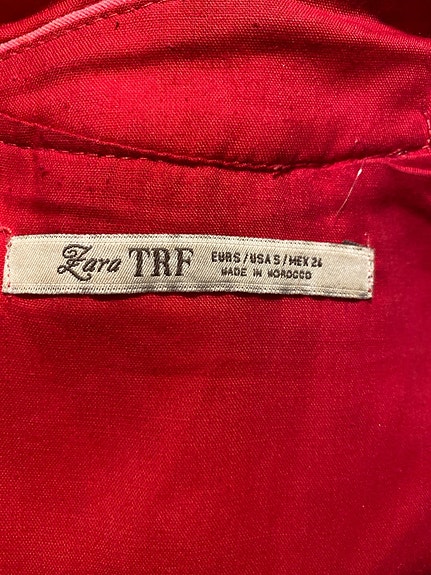 Zara TRF
EUR S / USA S / MEX 26
MADE IN MOROCCO